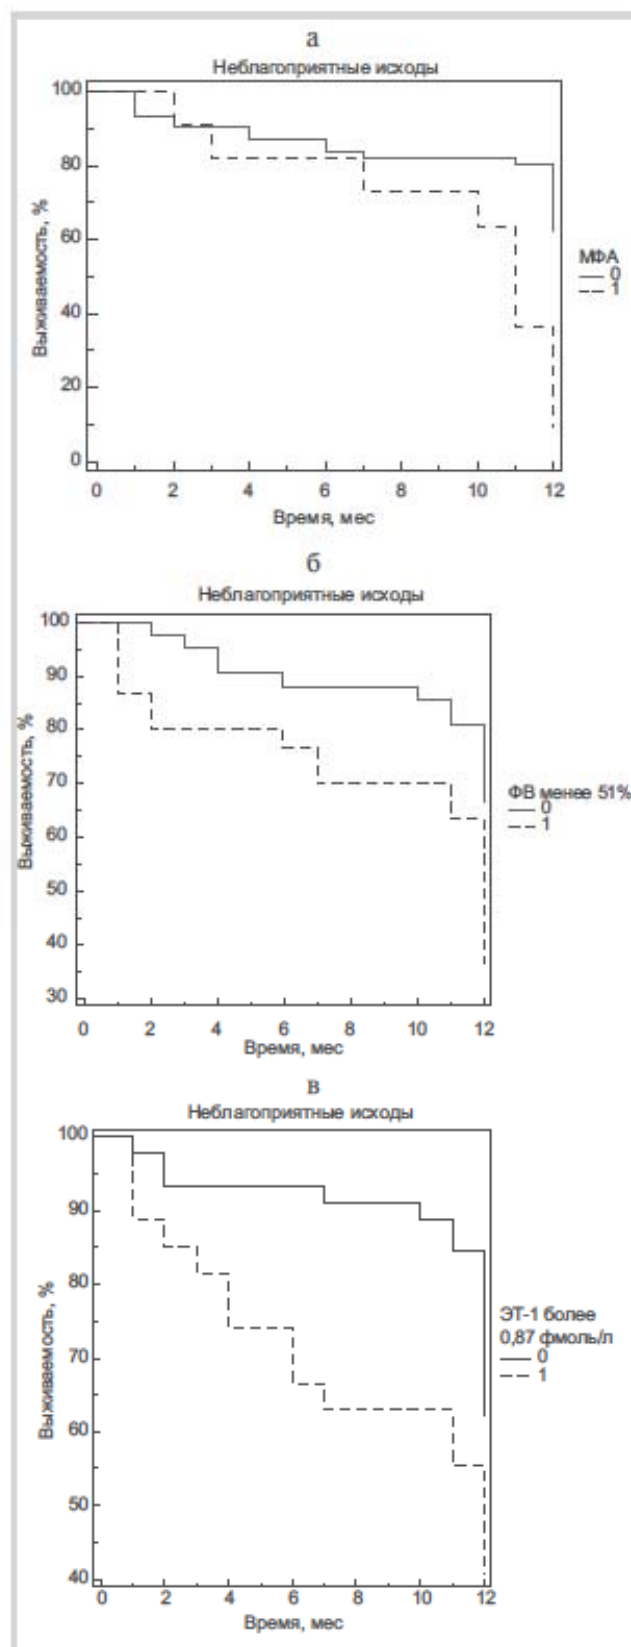 а
Неблагоприятные исходы
100
80
60
40
20
0
Выживаемость, %
0 2 4 6 8 10 12
Время, мес
МФА
0
1
б
Неблагоприятные исходы
100
90
80
70
60
50
40
30
Выживаемость, %
0 2 4 6 8 10 12
Время, мес
ФВ менее 51%
0
1
в
Неблагоприятные исходы
100
90
80
70
60
50
40
Выживаемость, %
0 2 4 6 8 10 12
Время, мес
ЭТ-1 более
0,87 фмоль/л
0
1